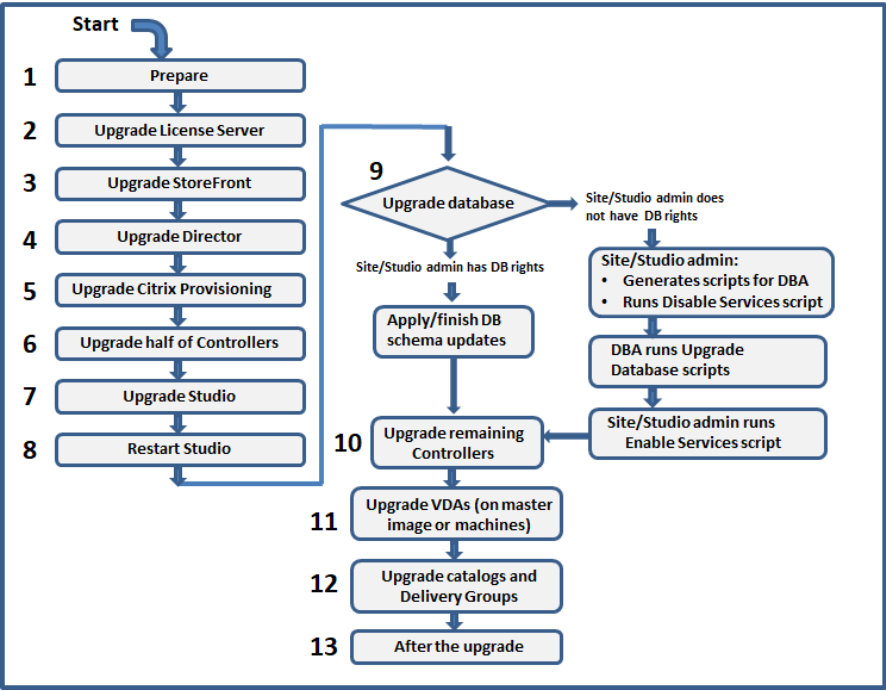 Start
1
Prepare
2
Upgrade License Server
3
Upgrade StoreFront
4
Upgrade Director
5
Upgrade Citrix Provisioning
6
Upgrade half of Controllers
7
Upgrade Studio
8
Restart Studio
9
Upgrade database
Site/Studio admin does
not have DB rights
Site/Studio admin has DB rights
Site/Studio admin:
• Generates scripts for DBA
• Runs Disable Services script
Apply/finish DB
schema updates
DBA runs Upgrade
Database scripts
Site/Studio admin runs
Enable Services script
10
Upgrade remaining
Controllers
11
Upgrade VDAs (on master
image or machines)
12
Upgrade catalogs and
Delivery Groups
13
After the upgrade